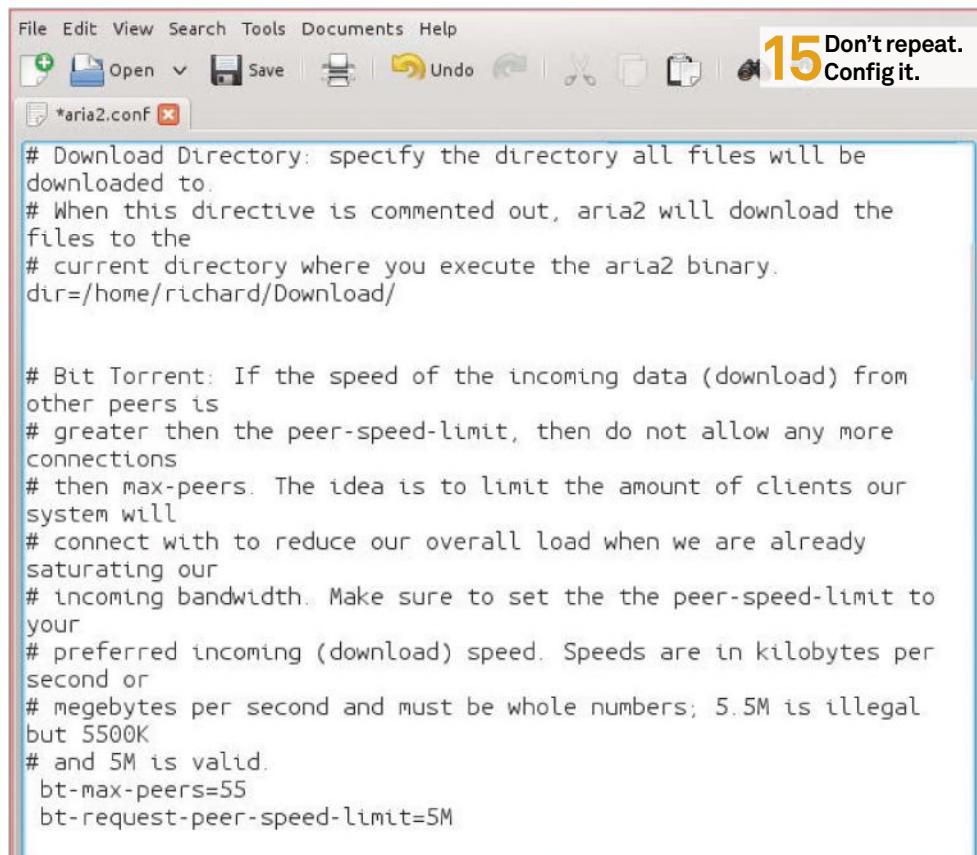 File Edit View Search Tools Documents Help
15 Don't repeat.
Config it.
Open Save Undo
*aria2.conf
# Download Directory: specify the directory all files will be
downloaded to.
# When this directive is commented out, aria2 will download the
files to the
# current directory where you execute the aria2 binary.
dir=/home/richard/Download/
# Bit Torrent: If the speed of the incoming data (download) from
other peers is
# greater then the peer-speed-limit, then do not allow any more
connections
# then max-peers. The idea is to limit the amount of clients our
system will
# connect with to reduce our overall load when we are already
saturating our
# incoming bandwidth. Make sure to set the the peer-speed-limit to
your
# preferred incoming (download) speed. Speeds are in kilobytes per
second or
# megebytes per second and must be whole numbers; 5.5M is illegal
but 5500K
# and 5M is valid.
bt-max-peers=55
bt-request-peer-speed-limit=5M